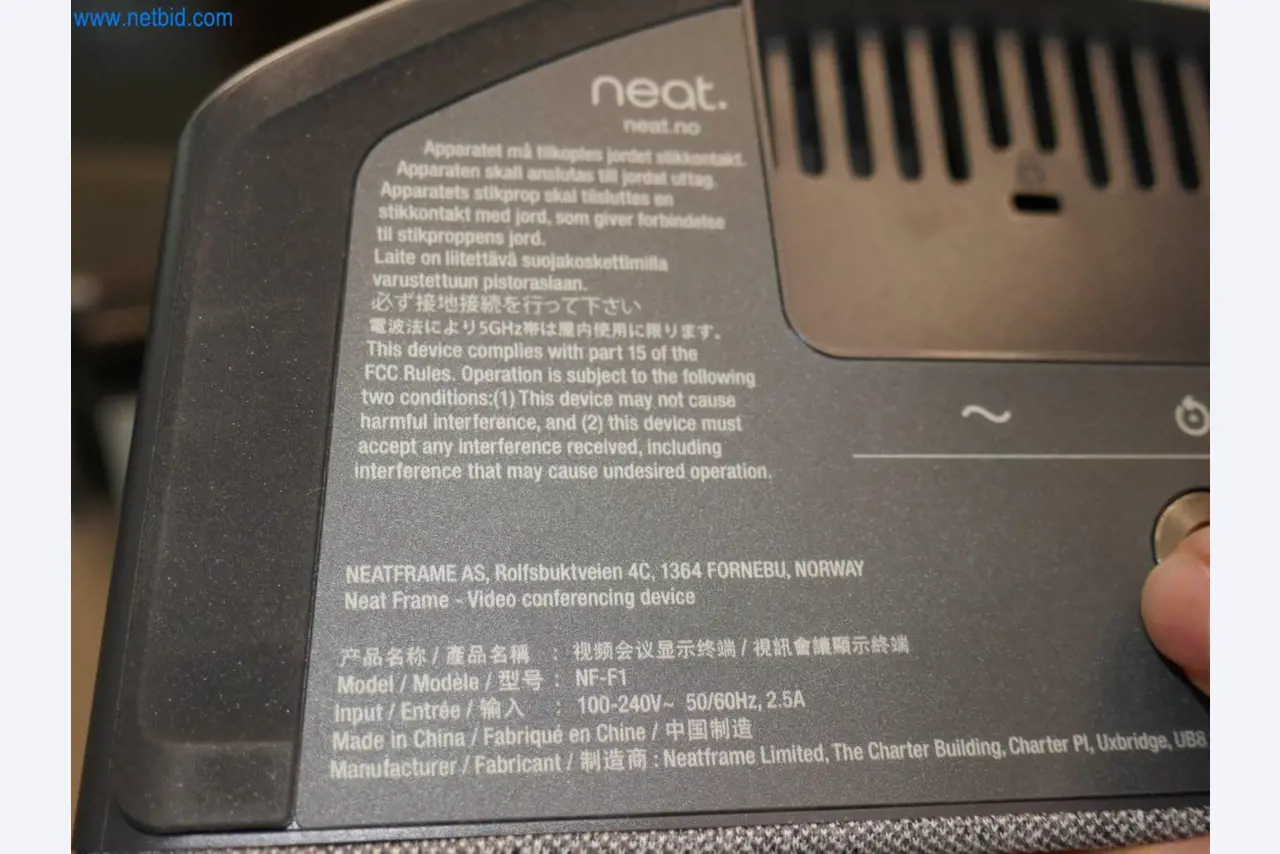 www.netbid.com
neat.
neat.no
Apparatet må tilkoples jordet stikkontakt.
Apparaten skall anslutas till jordat uttag.
Apparatets stikprop skal tilsluttes en
stikkontakt med jord, som giver forbindelse
til stikproppens jord.
Laite on liitettävä suojakoskettimilla
varustettuun pistorasiaan.
必ず接地接続を行って下さい
電波法により5GHz帯は屋内使用に限ります。
This device complies with part 15 of the
FCC Rules. Operation is subject to the following
two conditions:(1) This device may not cause
harmful interference, and (2) this device must
accept any interference received, including
interference that may cause undesired operation.
NEATFRAME AS, Rolfsbuktveien 4C, 1364 FORNEBU, NORWAY
Neat Frame - Video conferencing device
产品名称 / 產品名稱 : 视频会议显示终端 / 視訊會議顯示終端
Model / Modèle / 型号 : NF-F1
Input / Entrée / 输入 : 100-240V~ 50/60Hz, 2.5A
Made in China / Fabriqué en Chine / 中国制造
Manufacturer / Fabricant / 制造商 : Neatframe Limited, The Charter Building, Charter Pl, Uxbridge, UB8